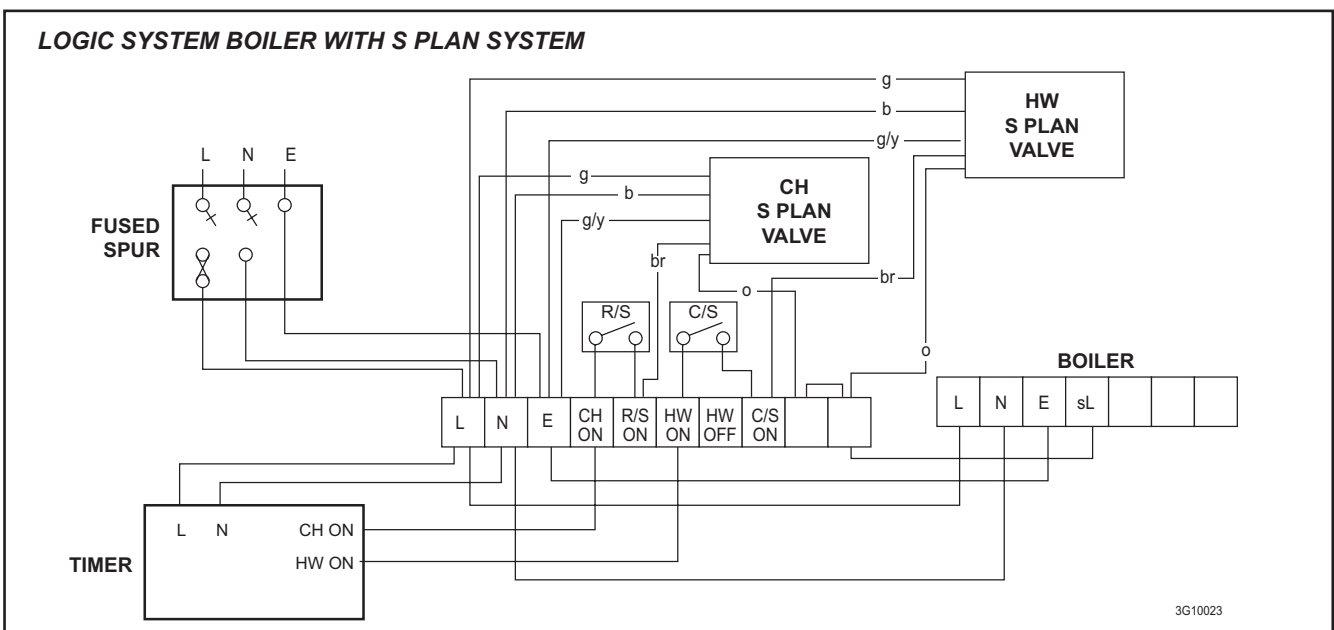 LOGIC SYSTEM BOILER WITH S PLAN SYSTEM
g
b
g/y
HW
S PLAN
VALVE
L N E
FUSED
SPUR
g
b
g/y
CH
S PLAN
VALVE
br
o
br
o
R/S
C/S
BOILER
L N E sL
L N E CH ON R/S ON HW ON HW OFF C/S ON
TIMER
L N CH ON
HW ON
3G10023